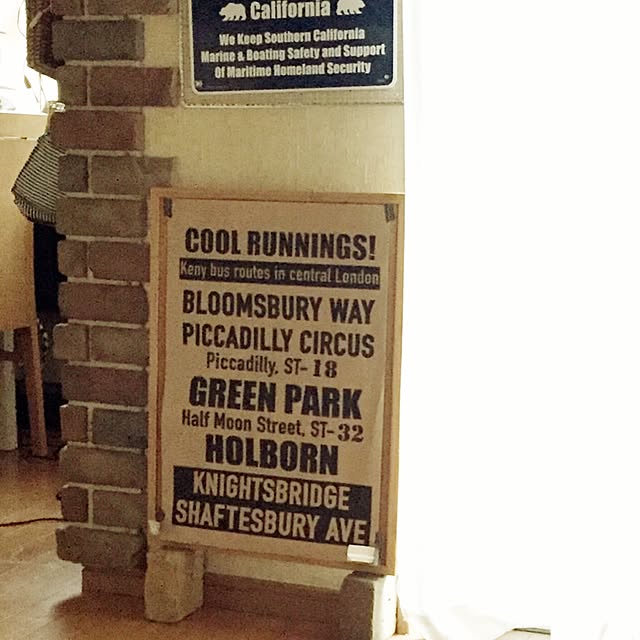 California
We Keep Southern California
Marine & Boating Safety and Support
Of Maritime Homeland Security
COOL RUNNINGS!
Keny bus routes in central London
BLOOMSBURY WAY
PICCADILLY CIRCUS
Piccadilly, ST-18
GREEN PARK
Half Moon Street, ST-32
HOLBORN
KNIGHTSBRIDGE
SHAFTESBURY AVE